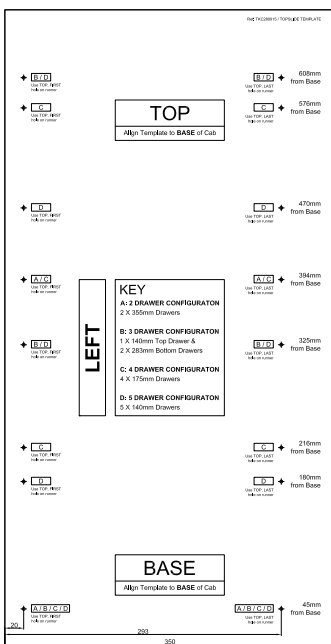 Ref: TKC280915 / TOPSLIDE TEMPLATE
B / D
Use TOP, FIRST
hole on runner
B / D
Use TOP, LAST
hole on runner
608mm
from Base
C
Use TOP, FIRST
hole on runner
C
Use TOP, LAST
hole on runner
576mm
from Base
TOP
Align Template to BASE of Cab
D
Use TOP, FIRST
hole on runner
D
Use TOP, LAST
hole on runner
470mm
from Base
A / C
Use TOP, FIRST
hole on runner
A / C
Use TOP, LAST
hole on runner
394mm
from Base
LEFT
KEY
A: 2 DRAWER CONFIGURATON
2 X 355mm Drawers
B: 3 DRAWER CONFIGURATON
1 X 140mm Top Drawer &
2 X 283mm Bottom Drawers
C: 4 DRAWER CONFIGURATON
4 X 175mm Drawers
D: 5 DRAWER CONFIGURATON
5 X 140mm Drawers
B / D
Use TOP, FIRST
hole on runner
B / D
Use TOP, LAST
hole on runner
325mm
from Base
C
Use TOP, FIRST
hole on runner
C
Use TOP, LAST
hole on runner
216mm
from Base
D
Use TOP, FIRST
hole on runner
D
Use TOP, LAST
hole on runner
180mm
from Base
BASE
Align Template to BASE of Cab
A / B / C / D
Use TOP, FIRST
hole on runner
A / B / C / D
Use TOP, LAST
hole on runner
45mm
from Base
20
293
350